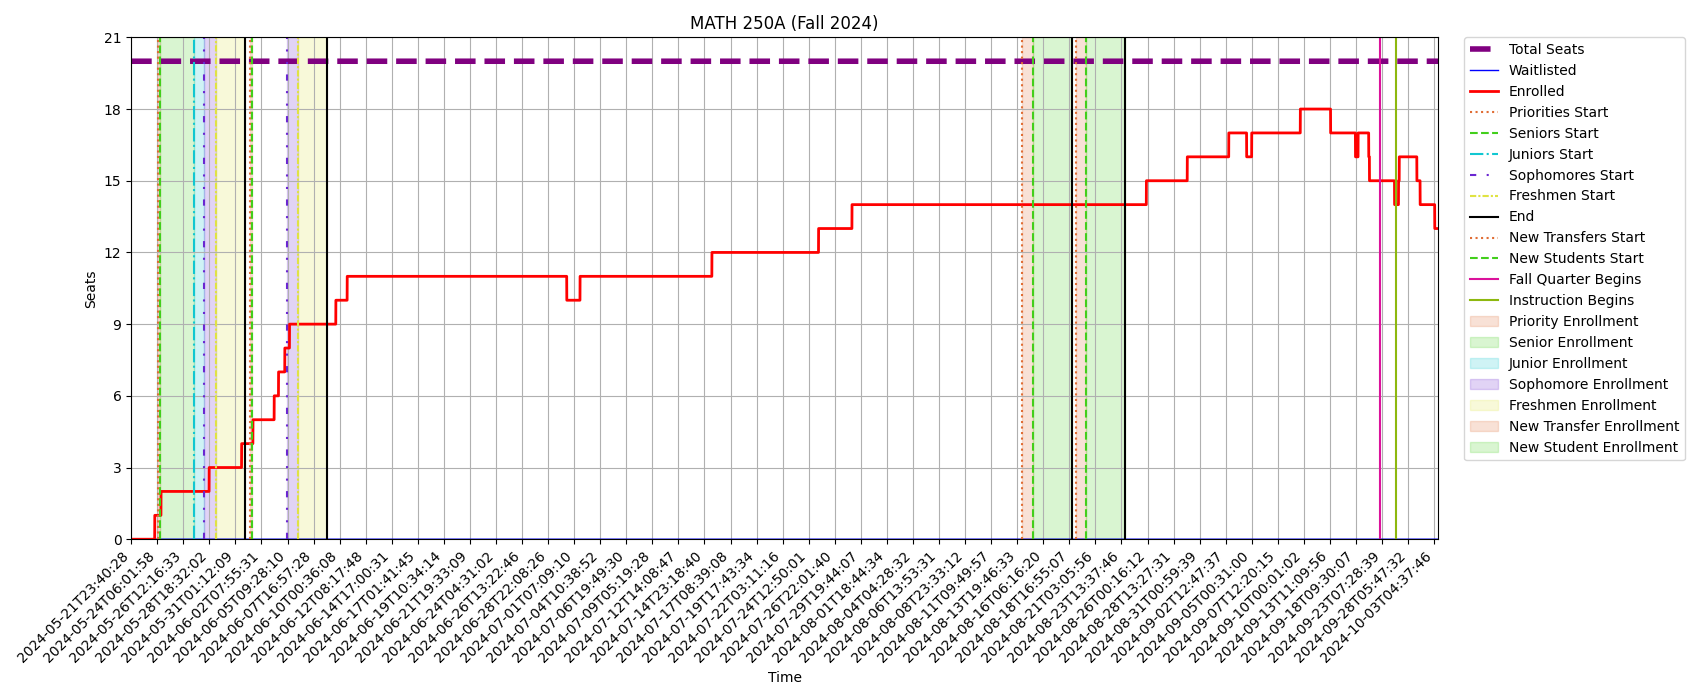 MATH 250A (Fall 2024)
21
18
15
12
9
6
3
0
Seats
2024-05-21T23:40:28
2024-05-24T06:01:58
2024-05-26T12:16:33
2024-05-28T18:32:02
2024-05-31T01:12:09
2024-06-02T07:55:31
2024-06-05T09:28:10
2024-06-07T16:57:28
2024-06-10T00:36:08
2024-06-12T08:17:48
2024-06-14T17:00:31
2024-06-17T01:41:45
2024-06-19T10:34:14
2024-06-21T19:33:09
2024-06-24T04:31:02
2024-06-26T13:22:46
2024-06-28T22:08:26
2024-07-01T07:09:10
2024-07-04T10:38:52
2024-07-06T19:49:30
2024-07-09T05:19:28
2024-07-12T14:08:47
2024-07-14T23:18:40
2024-07-17T08:39:08
2024-07-19T17:43:34
2024-07-22T03:11:16
2024-07-24T12:50:01
2024-07-26T22:01:40
2024-07-29T19:44:07
2024-08-01T18:44:34
2024-08-04T04:28:32
2024-08-06T13:53:31
2024-08-08T23:33:12
2024-08-11T09:49:57
2024-08-13T19:46:33
2024-08-16T06:16:20
2024-08-18T16:55:07
2024-08-21T03:05:56
2024-08-23T13:37:46
2024-08-26T00:16:12
2024-08-28T13:27:31
2024-08-31T00:59:39
2024-09-02T12:47:37
2024-09-05T00:31:00
2024-09-07T12:20:15
2024-09-10T00:01:02
2024-09-13T11:09:56
2024-09-18T09:30:07
2024-09-23T07:28:39
2024-09-28T05:47:32
2024-10-03T04:37:46
Time
Total Seats
Waitlisted
Enrolled
Priorities Start
Seniors Start
Juniors Start
Sophomores Start
Freshmen Start
End
New Transfers Start
New Students Start
Fall Quarter Begins
Instruction Begins
Priority Enrollment
Senior Enrollment
Junior Enrollment
Sophomore Enrollment
Freshmen Enrollment
New Transfer Enrollment
New Student Enrollment